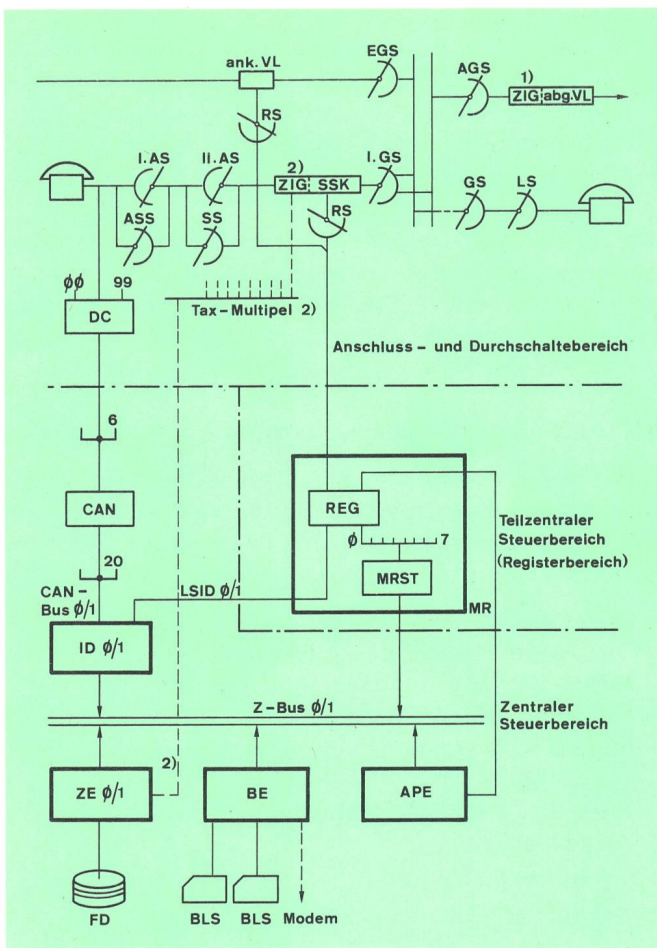 EGS
ank. VL
AGS
1)
ZIG abg.VL
RS
I. AS
II. AS
2)
ZIG SSK
I. GS
GS
LS
ASS
SS
RS
ØØ
99
DC
Tax-Multipel 2)
Anschluss- und Durchschaltebereich
6
CAN
REG
Ø
7
MRST
MR
Teilzentraler
Steuerbereich
(Registerbereich)
20
CAN-
Bus Ø/1
LSID Ø/1
ID Ø/1
Z-Bus Ø/1
Zentraler
Steuerbereich
2)
ZE Ø/1
BE
APE
FD
BLS
BLS
Modem